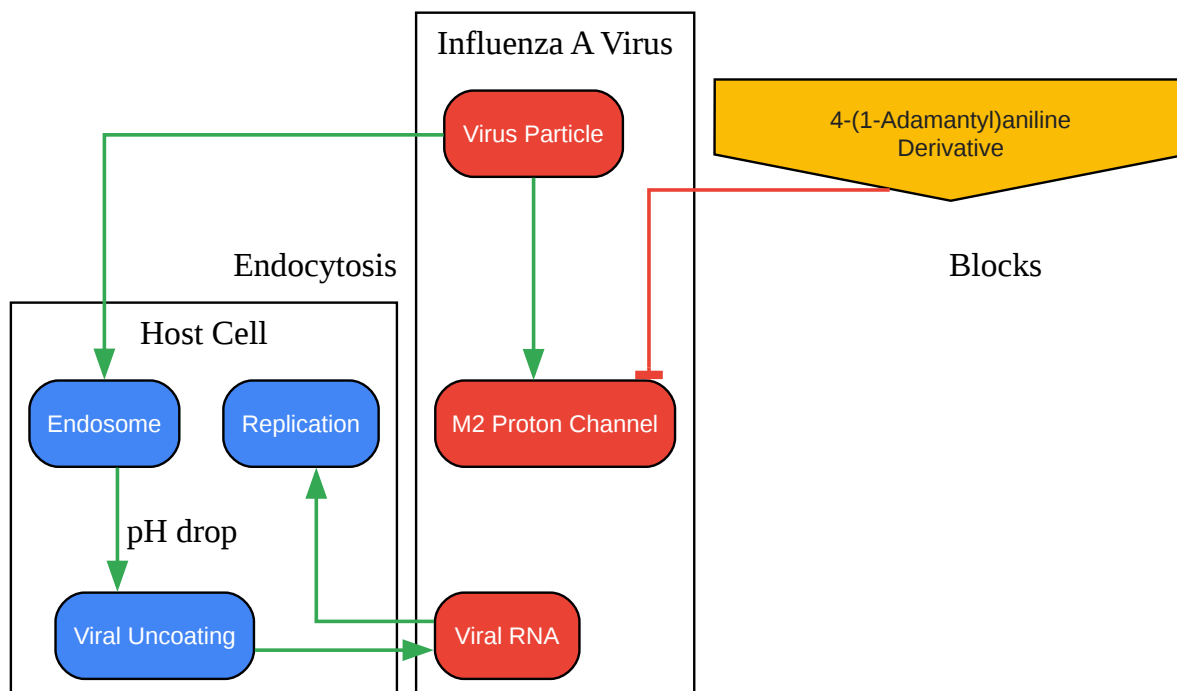 Influenza A Virus
Virus Particle
4-(1-Adamantyl)aniline
Derivative
Endocytosis
Blocks
Host Cell
Endosome
Replication
M2 Proton Channel
pH drop
Viral Uncoating
Viral RNA